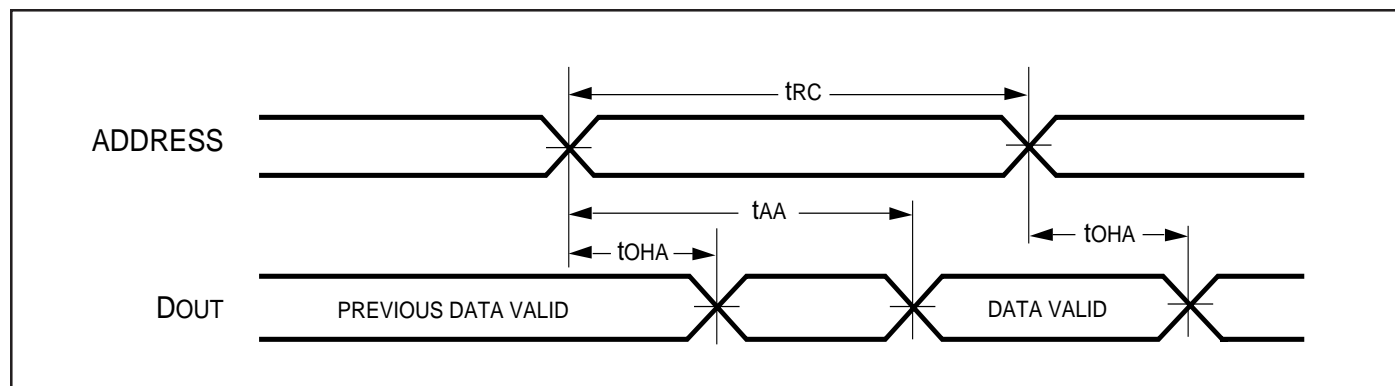 tRC
ADDRESS
tAA
tOHA
tOHA
DOUT
PREVIOUS DATA VALID
DATA VALID